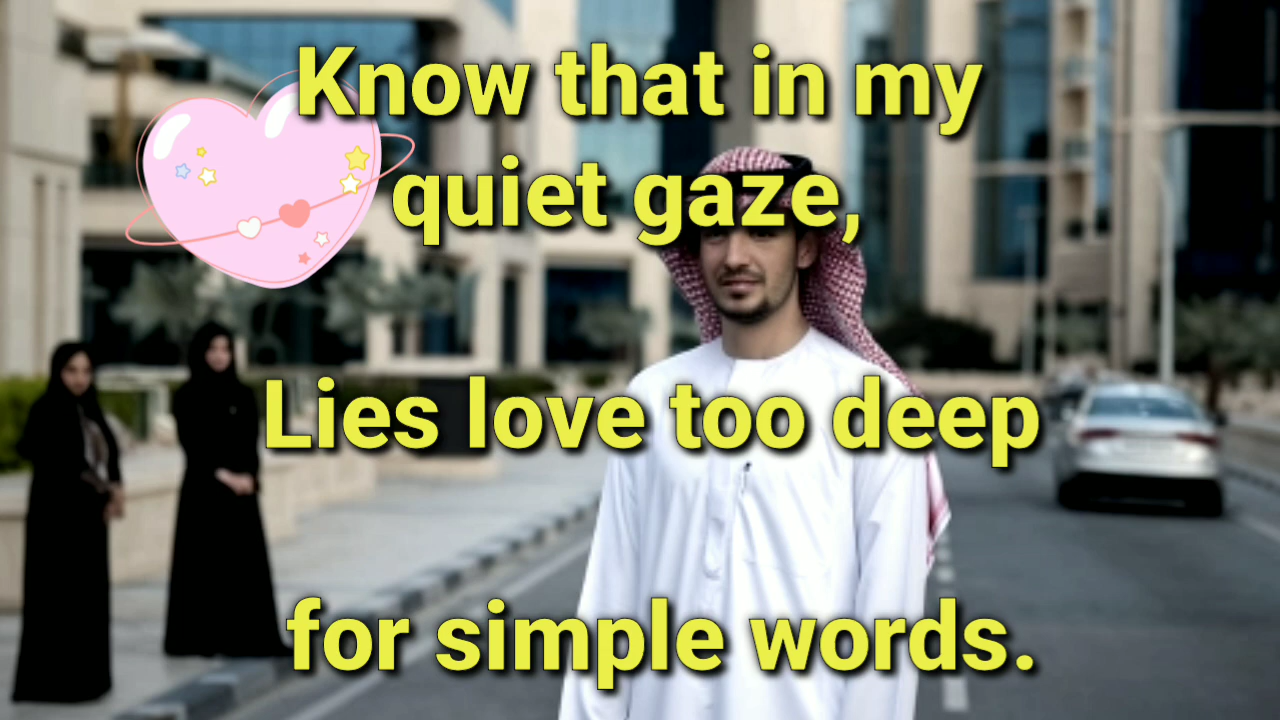 Know that in my
quiet gaze,
Lies love too deep
for simple words.